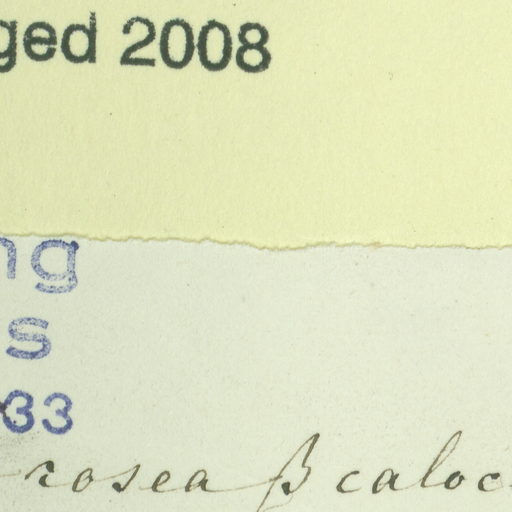 ged 2008
ng
s
33
rosea β caloc